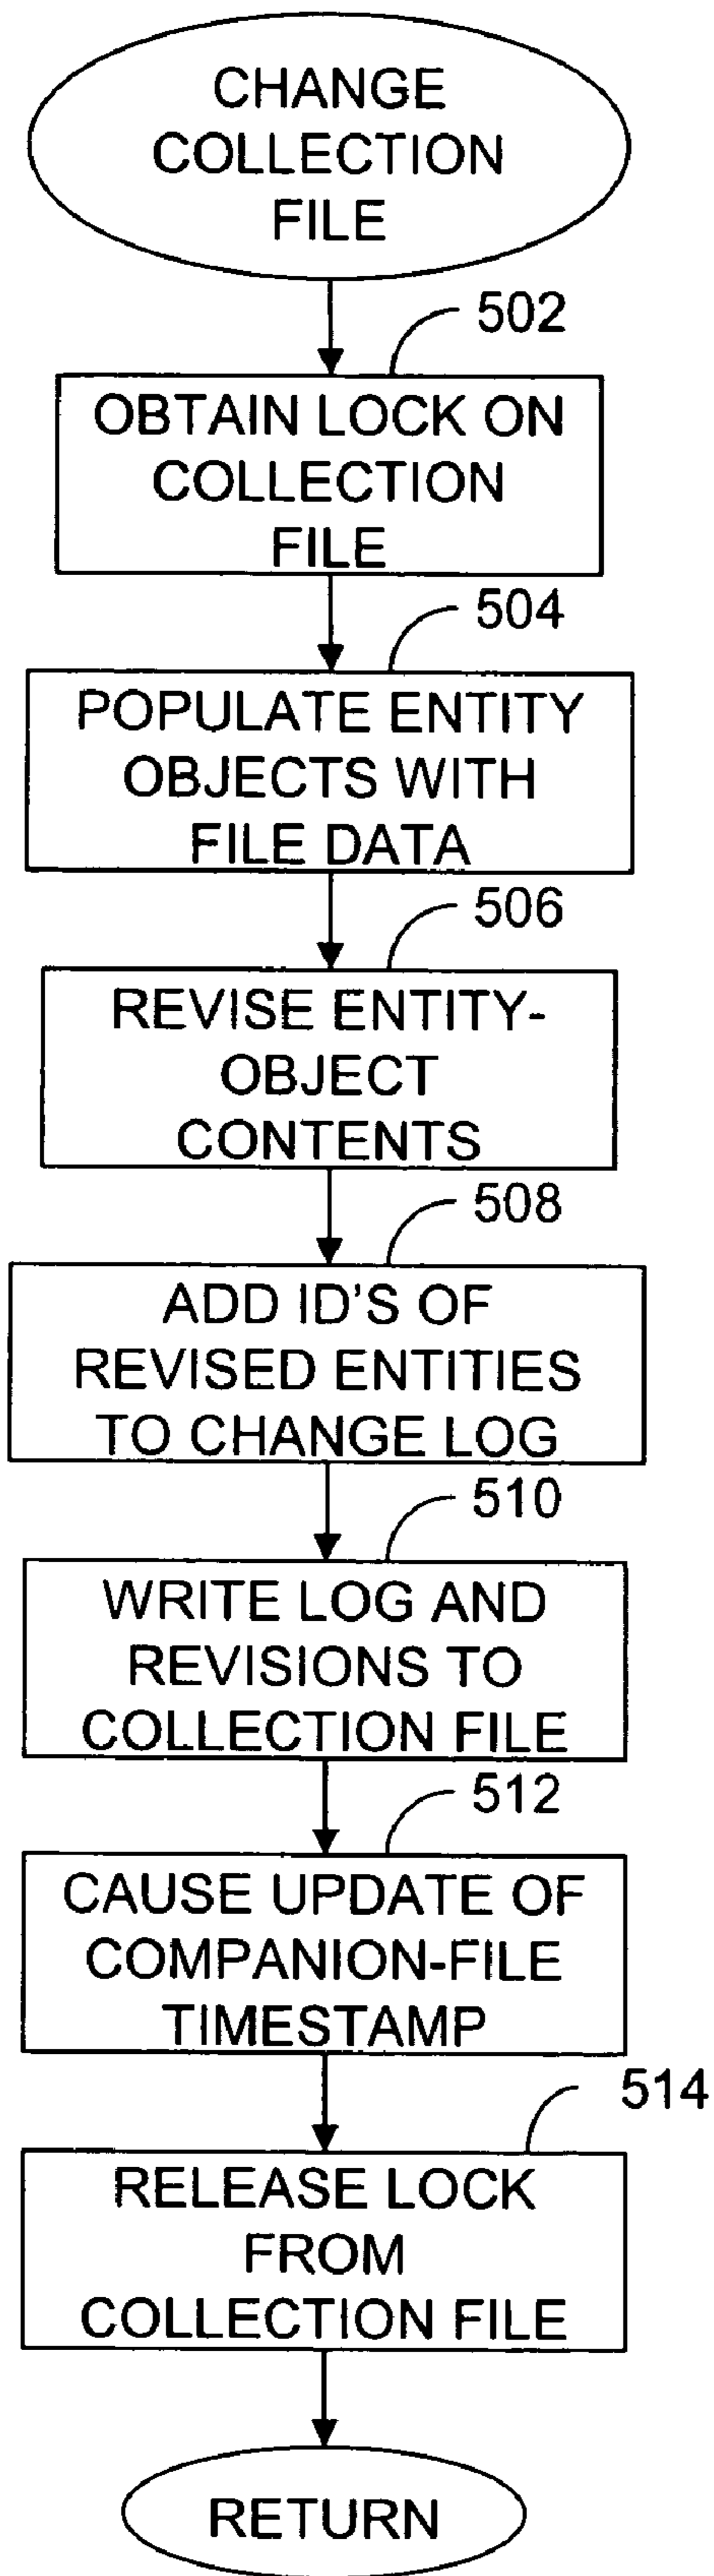 CHANGE
COLLECTION
FILE
502
OBTAIN LOCK ON
COLLECTION
FILE
504
POPULATE ENTITY
OBJECTS WITH
FILE DATA
506
REVISE ENTITY-
OBJECT
CONTENTS
508
ADD ID'S OF
REVISED ENTITIES
TO CHANGE LOG
510
WRITE LOG AND
REVISIONS TO
COLLECTION FILE
512
CAUSE UPDATE OF
COMPANION-FILE
TIMESTAMP
514
RELEASE LOCK
FROM
COLLECTION FILE
RETURN